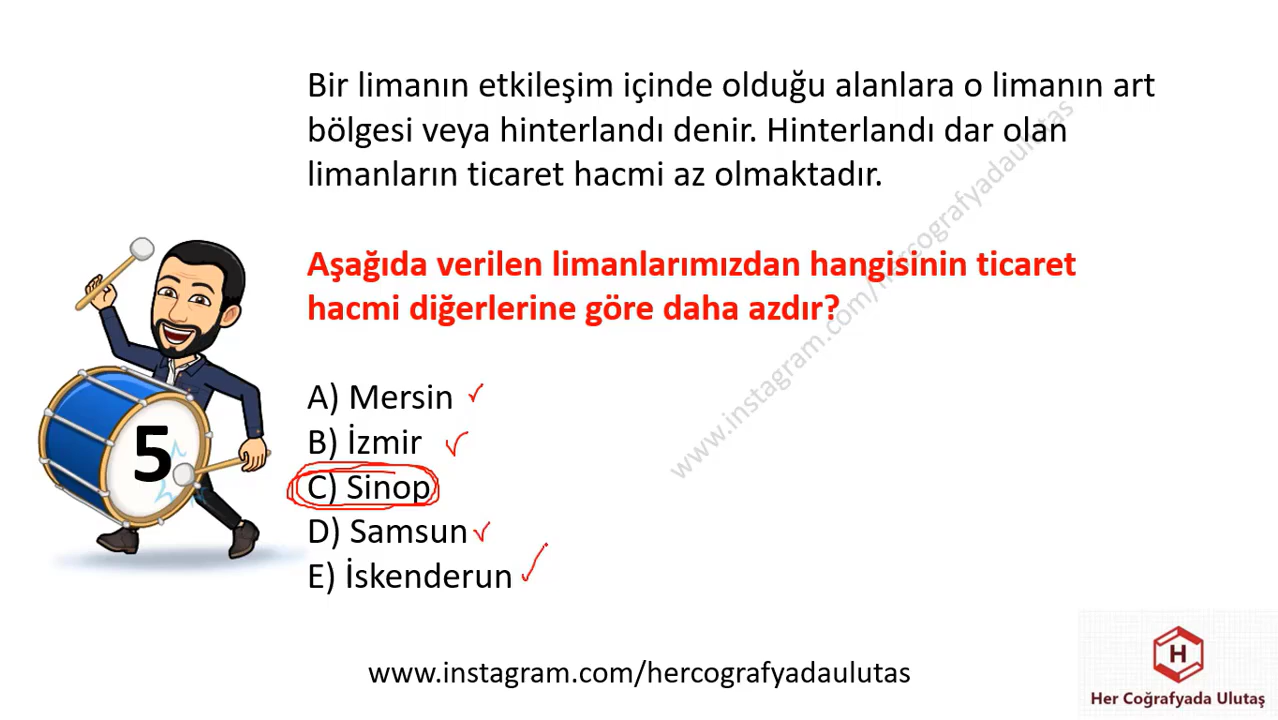 Bir limanın etkileşim içinde olduğu alanlara o limanın art
bölgesi veya hinterlandı denir. Hinterlandı dar olan
limanların ticaret hacmi az olmaktadır.
Aşağıda verilen limanlarımızdan hangisinin ticaret
hacmi diğerlerine göre daha azdır?
5
A) Mersin
B) İzmir
C) Sinop
D) Samsun
E) İskenderun
www.instagram.com/hercografyadaulutas
www.instagram.com/hercografyadaulutas
H
Her Coğrafyada Ulutaş